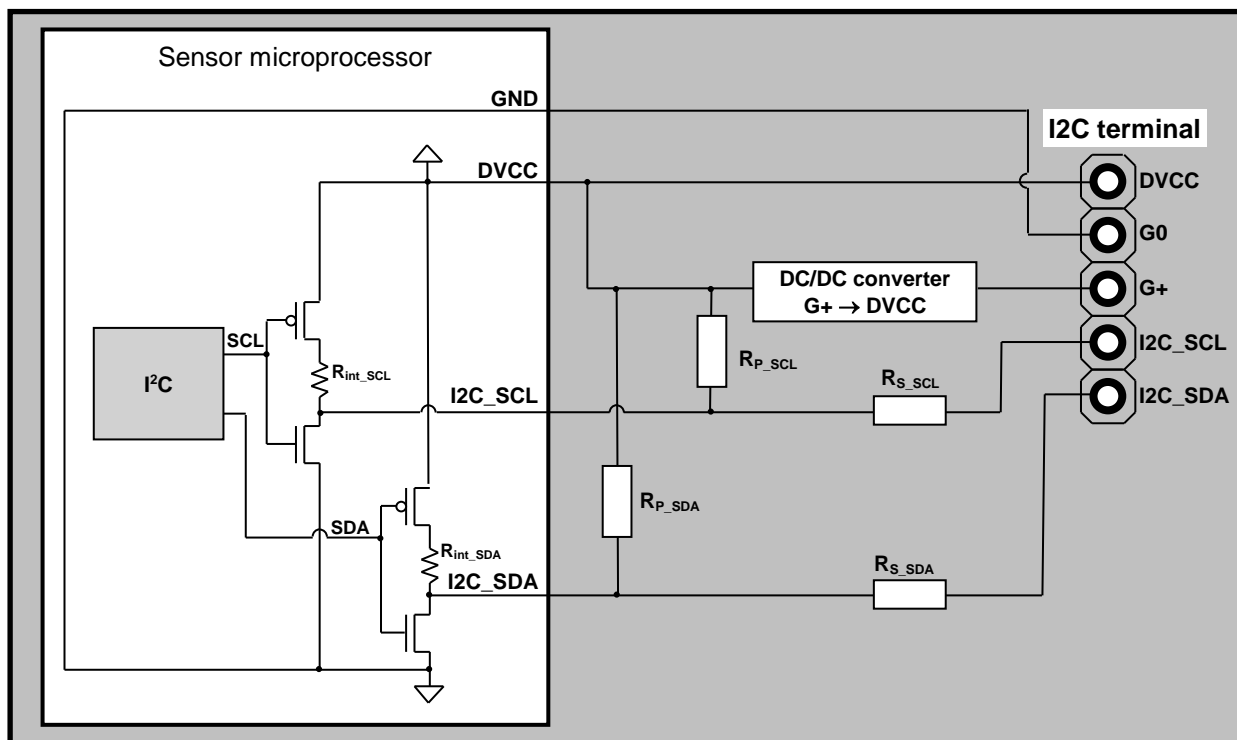 Sensor microprocessor
GND
I2C terminal
DVCC
DVCC
G0
DC/DC converter
G+ → DVCC
G+
SCL
I²C
R_int_SCL
R_P_SCL
I2C_SCL
I2C_SCL
R_S_SCL
I2C_SDA
R_P_SDA
SDA
R_int_SDA
I2C_SDA
R_S_SDA